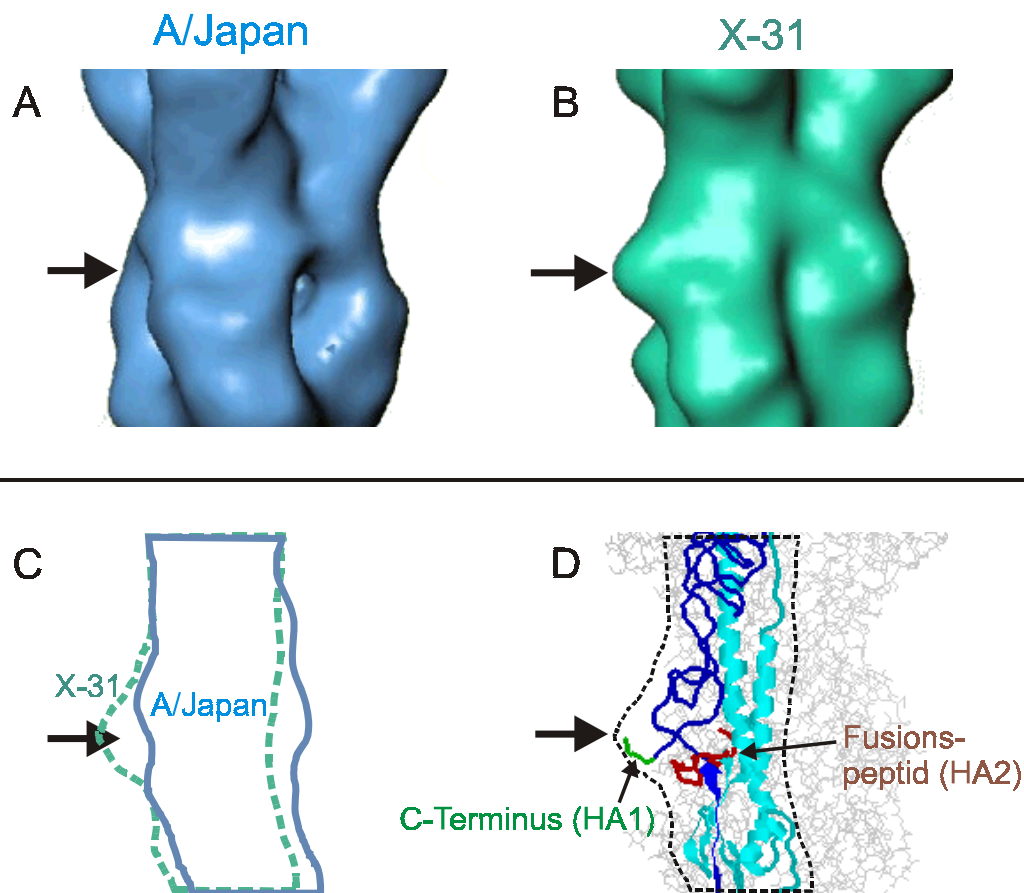 A/Japan
X-31
A
B
C
D
X-31
A/Japan
Fusions-
peptid (HA2)
C-Terminus (HA1)